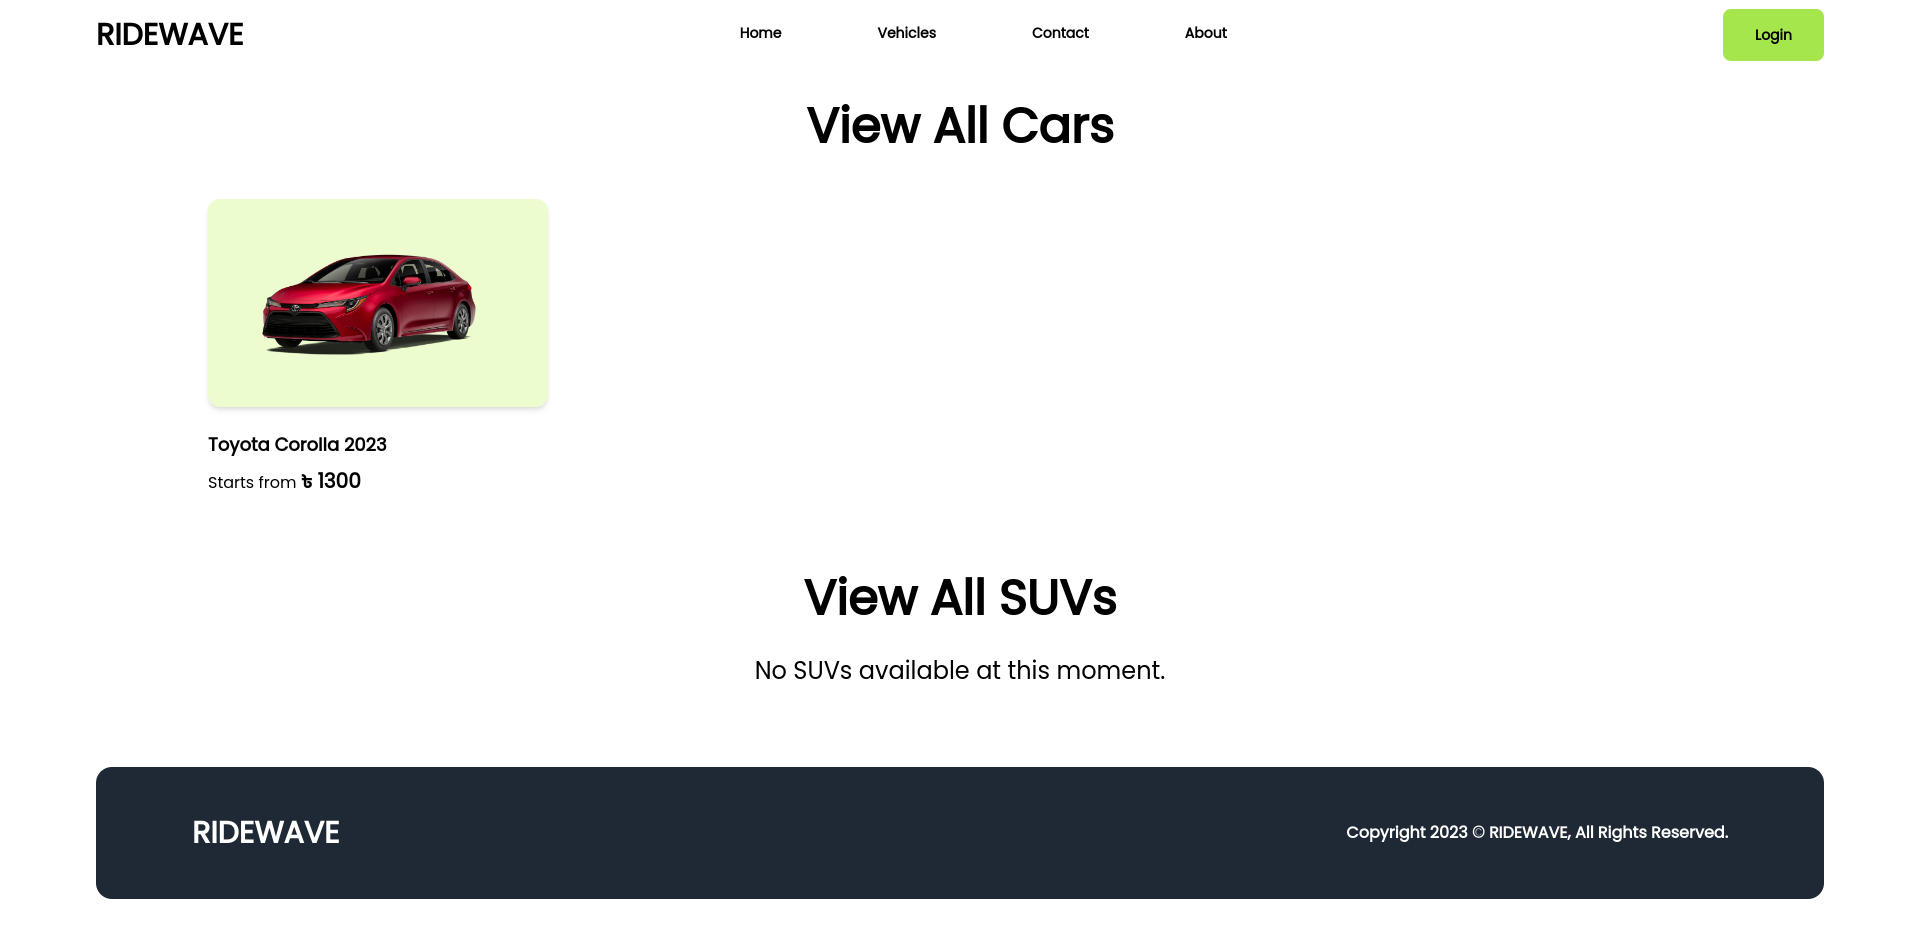 RIDEWAVE
Home
Vehicles
Contact
About
Login
View All Cars
Toyota Corolla 2023
Starts from ৳ 1300
View All SUVs
No SUVs available at this moment.
RIDEWAVE
Copyright 2023 © RIDEWAVE, All Rights Reserved.